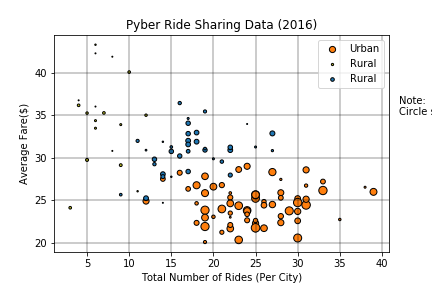 Pyber Ride Sharing Data (2016)
Urban
Rural
Rural
Note:
Circle
Average Fare($)
40
35
30
25
20
5
10
15
20
25
30
35
40
Total Number of Rides (Per City)